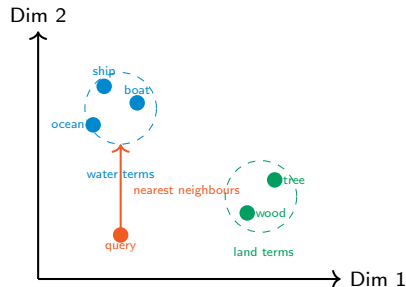 Dim 2
ship
boat
ocean
water terms
nearest neighbours
tree
wood
query
land terms
Dim 1